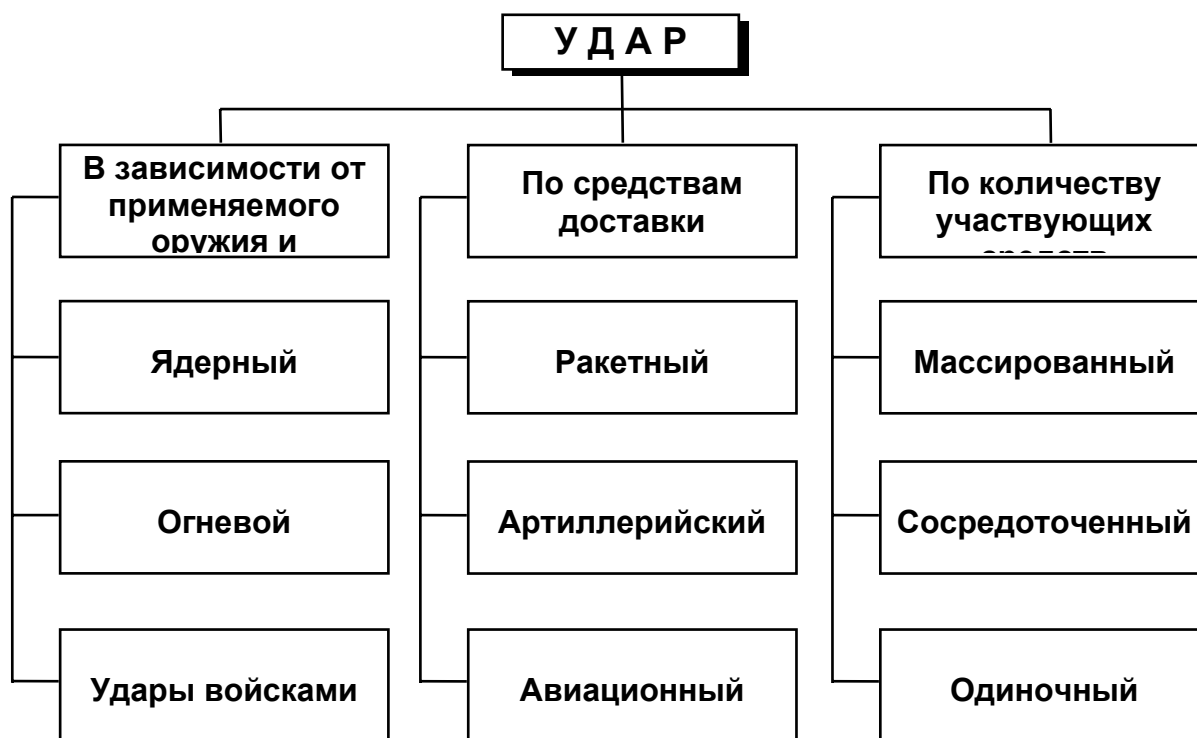 У Д А Р
В зависимости от
применяемого
оружия и
Ядерный
Огневой
Удары войсками
По средствам
доставки
Ракетный
Артиллерийский
Авиационный
По количеству
участвующих
средств
Массированный
Сосредоточенный
Одиночный